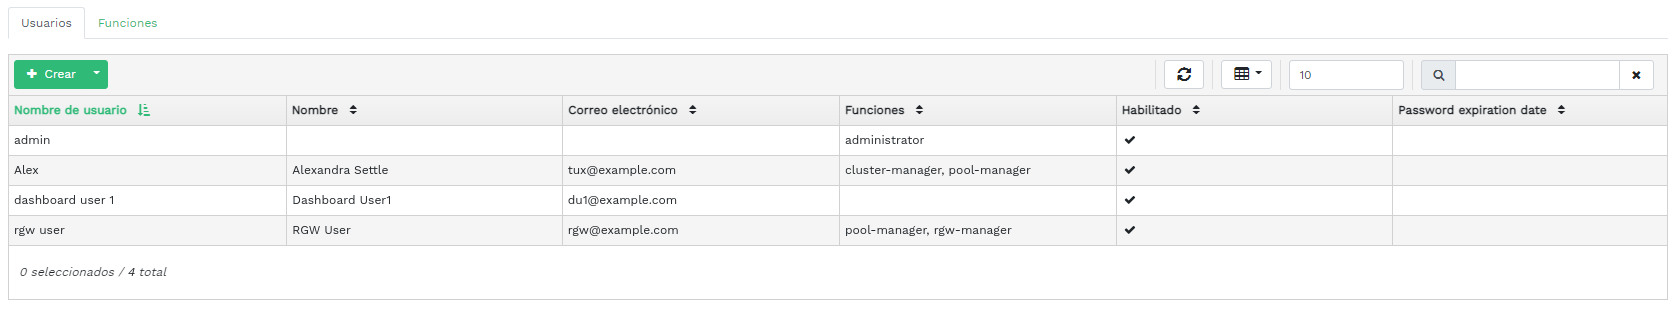 Usuarios Funciones
Crear 10
Nombre de usuario Nombre Correo electrónico Funciones Habilitado Password expiration date
admin administrator
Alex Alexandra Settle tux@example.com cluster-manager, pool-manager
dashboard user 1 Dashboard User1 du1@example.com
rgw user RGW User rgw@example.com pool-manager, rgw-manager
0 seleccionados / 4 total